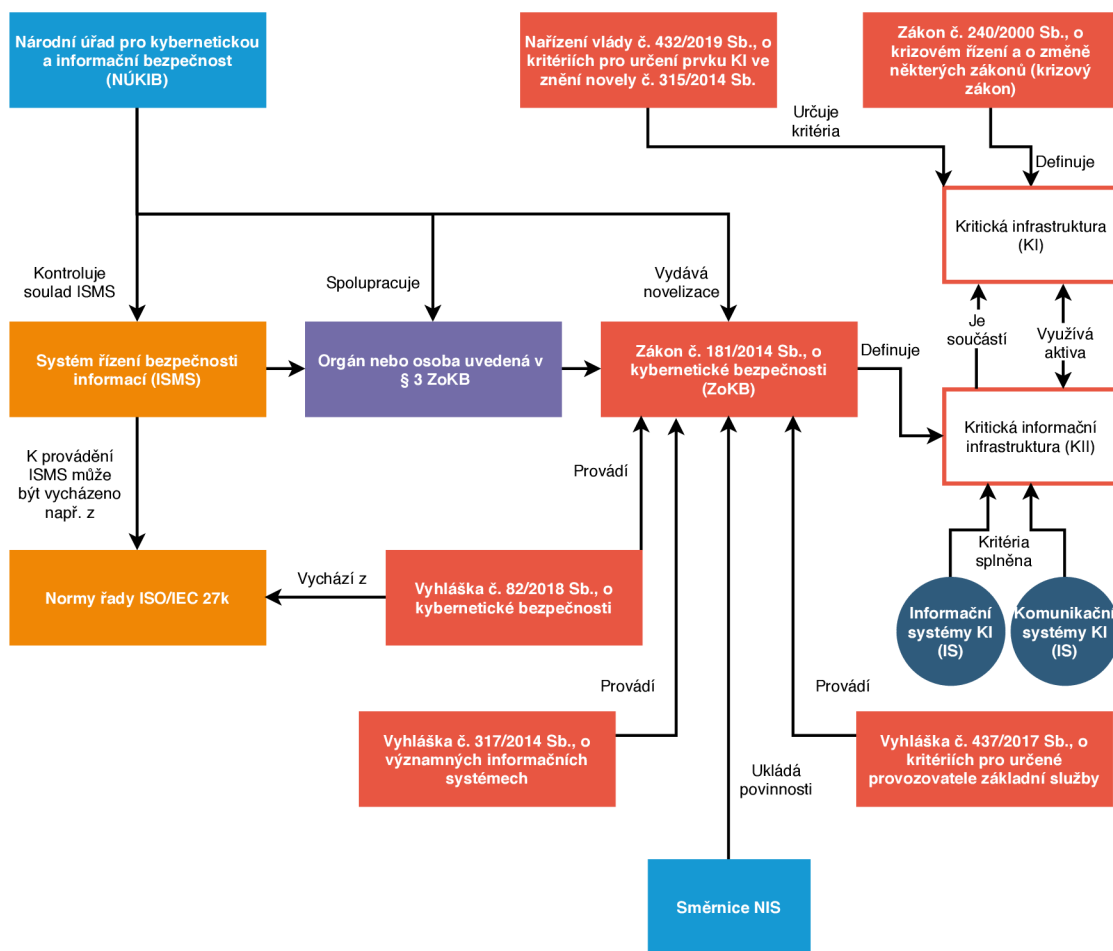 Národní úřad pro kybernetickou
a informační bezpečnost
(NÚKIB)
Nařízení vlády č. 432/2019 Sb., o
kritériích pro určení prvku KI ve
znění novely č. 315/2014 Sb.
Zákon č. 240/2000 Sb., o
krizovém řízení a o změně
některých zákonů (krizový
zákon)
Určuje
kritéria
Definuje
Kritická infrastruktura
(KI)
Kontroluje
soulad ISMS
Spolupracuje
Vydává
novelizace
Je
součástí
Využívá
aktiva
Systém řízení bezpečnosti
informací (ISMS)
Orgán nebo osoba uvedená v
§ 3 ZoKB
Zákon č. 181/2014 Sb., o
kybernetické bezpečnosti
(ZoKB)
Definuje
Kritická informační
infrastruktura (KII)
K provádění
ISMS může
být vycházeno
např. z
Provádí
Kritéria
splněna
Normy řady ISO/IEC 27k
Vychází z
Vyhláška č. 82/2018 Sb., o
kybernetické bezpečnosti
Informační
systémy KI
(IS)
Komunikační
systémy KI
(IS)
Provádí
Provádí
Vyhláška č. 317/2014 Sb., o
významných informačních
systémech
Ukládá
povinnosti
Vyhláška č. 437/2017 Sb., o
kritériích pro určené
provozovatele základní služby
Směrnice NIS